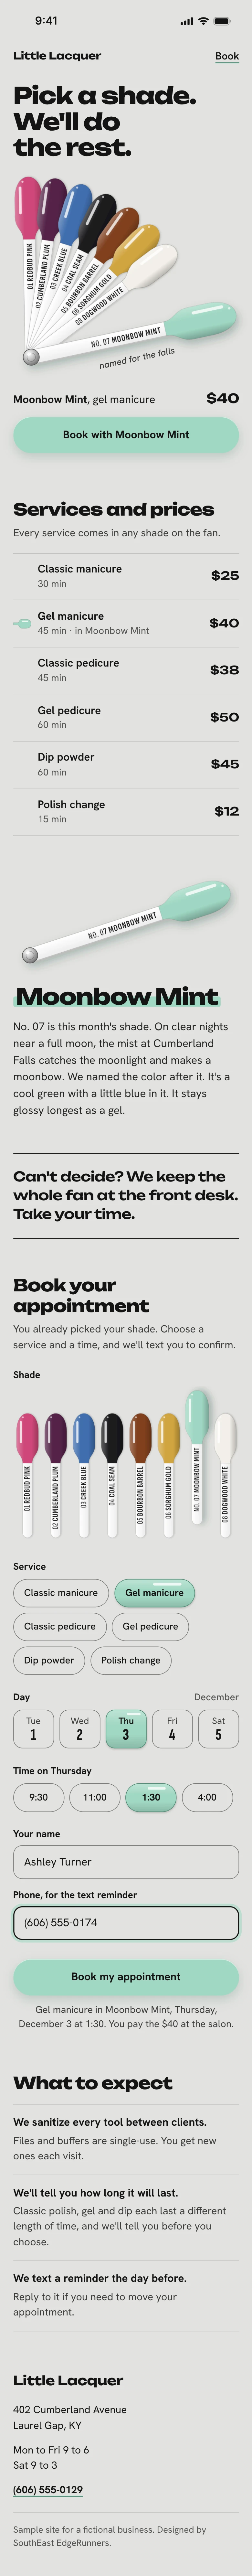 9:41
Little Lacquer
Book
Pick a shade.
We'll do
the rest.
01 REDBUD PINK
02 CUMBERLAND PLUM
03 CREEK BLUE
04 COAL SEAM
05 BOURBON BARREL
06 SORGHUM GOLD
08 DOGWOOD WHITE
NO. 07 MOONBOW MINT
named for the falls
Moonbow Mint, gel manicure $40
Book with Moonbow Mint
Services and prices
Every service comes in any shade on the fan.
Classic manicure
30 min
$25
Gel manicure
45 min · in Moonbow Mint
$40
Classic pedicure
45 min
$38
Gel pedicure
60 min
$50
Dip powder
60 min
$45
Polish change
15 min
$12
NO. 07 MOONBOW MINT
Moonbow Mint
No. 07 is this month's shade. On clear nights
near a full moon, the mist at Cumberland
Falls catches the moonlight and makes a
moonbow. We named the color after it. It's a
cool green with a little blue in it. It stays
glossy longest as a gel.
Can't decide? We keep the
whole fan at the front desk.
Take your time.
Book your
appointment
You already picked your shade. Choose a
service and a time, and we'll text you to confirm.
Shade
01 REDBUD PINK
02 CUMBERLAND PLUM
03 CREEK BLUE
04 COAL SEAM
05 BOURBON BARREL
06 SORGHUM GOLD
NO. 07 MOONBOW MINT
08 DOGWOOD WHITE
Service
Classic manicure
Gel manicure
Classic pedicure
Gel pedicure
Dip powder
Polish change
Day
December
Tue
1
Wed
2
Thu
3
Fri
4
Sat
5
Time on Thursday
9:30
11:00
1:30
4:00
Your name
Ashley Turner
Phone, for the text reminder
(606) 555-0174
Book my appointment
Gel manicure in Moonbow Mint, Thursday,
December 3 at 1:30. You pay the $40 at the salon.
What to expect
We sanitize every tool between clients.
Files and buffers are single-use. You get new
ones each visit.
We'll tell you how long it will last.
Classic polish, gel and dip each last a different
length of time, and we'll tell you before you
choose.
We text a reminder the day before.
Reply to it if you need to move your
appointment.
Little Lacquer
402 Cumberland Avenue
Laurel Gap, KY
Mon to Fri 9 to 6
Sat 9 to 3
(606) 555-0129
Sample site for a fictional business. Designed by
SouthEast EdgeRunners.